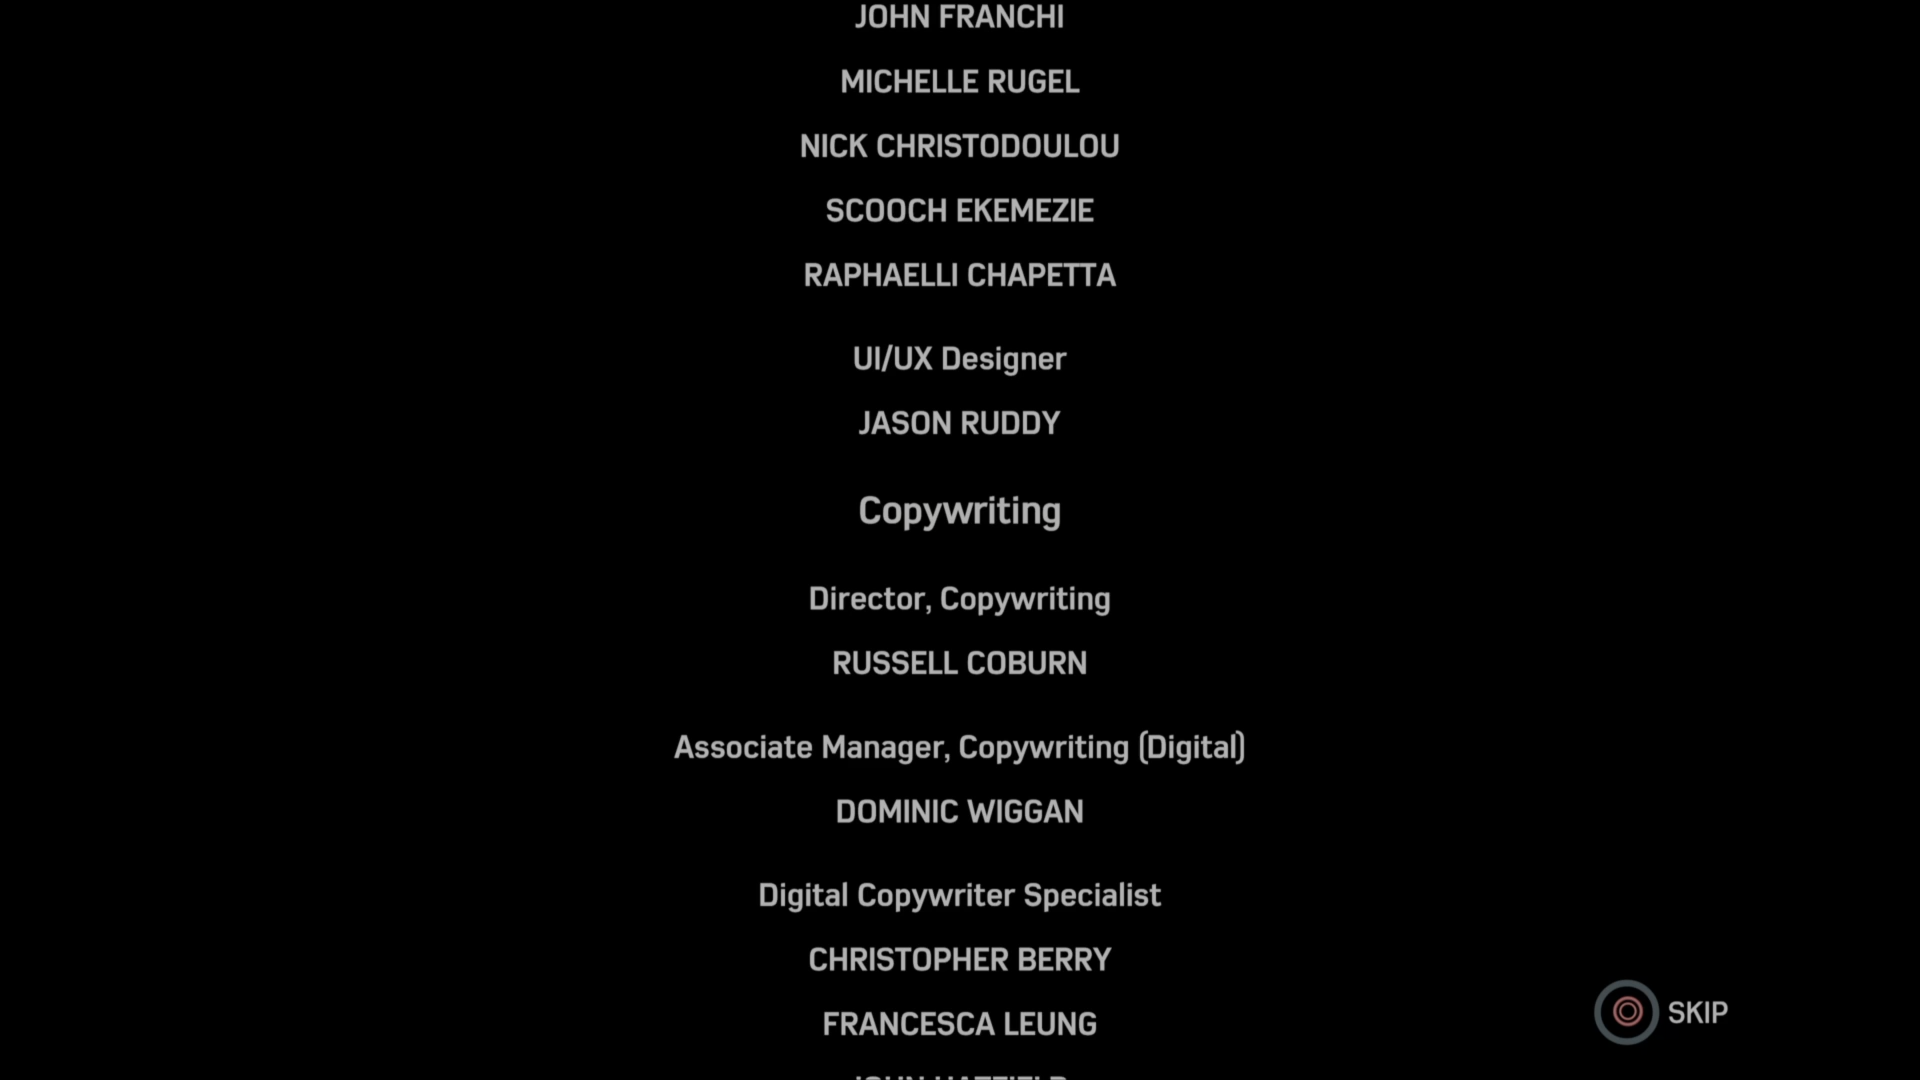 JOHN FRANCHI
MICHELLE RUGEL
NICK CHRISTODOULOU
SCOOCH EKEMEZIE
RAPHAELLI CHAPETTA
UI/UX Designer
JASON RUDDY
Copywriting
Director, Copywriting
RUSSELL COBURN
Associate Manager, Copywriting (Digital)
DOMINIC WIGGAN
Digital Copywriter Specialist
CHRISTOPHER BERRY
FRANCESCA LEUNG
SKIP